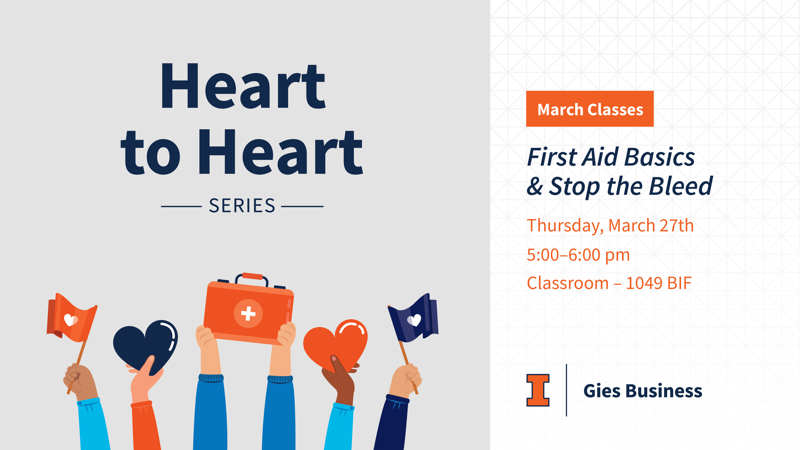 Heart
to Heart
SERIES
March Classes
First Aid Basics
& Stop the Bleed
Thursday, March 27th
5:00–6:00 pm
Classroom – 1049 BIF
I
Gies Business